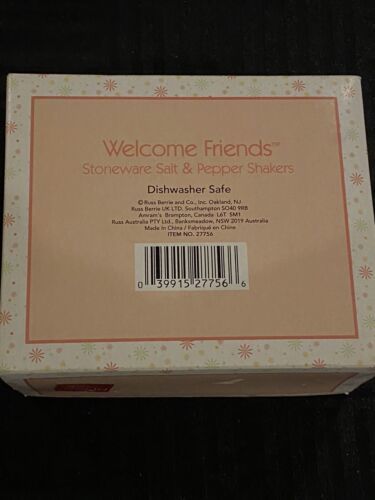 Welcome Friends™
Stoneware Salt & Pepper Shakers
Dishwasher Safe
© Russ Berrie and Co., Inc. Oakland, NJ
Russ Berrie UK LTD. Southampton SO40 9RB
Amram's Brampton, Canada L6T 5M1
Russ Australia PTY Ltd., Banksmeadow, NSW 2019 Australia
Made In China / Fabriqué en Chine
ITEM NO. 27756
0 39915 27756 6